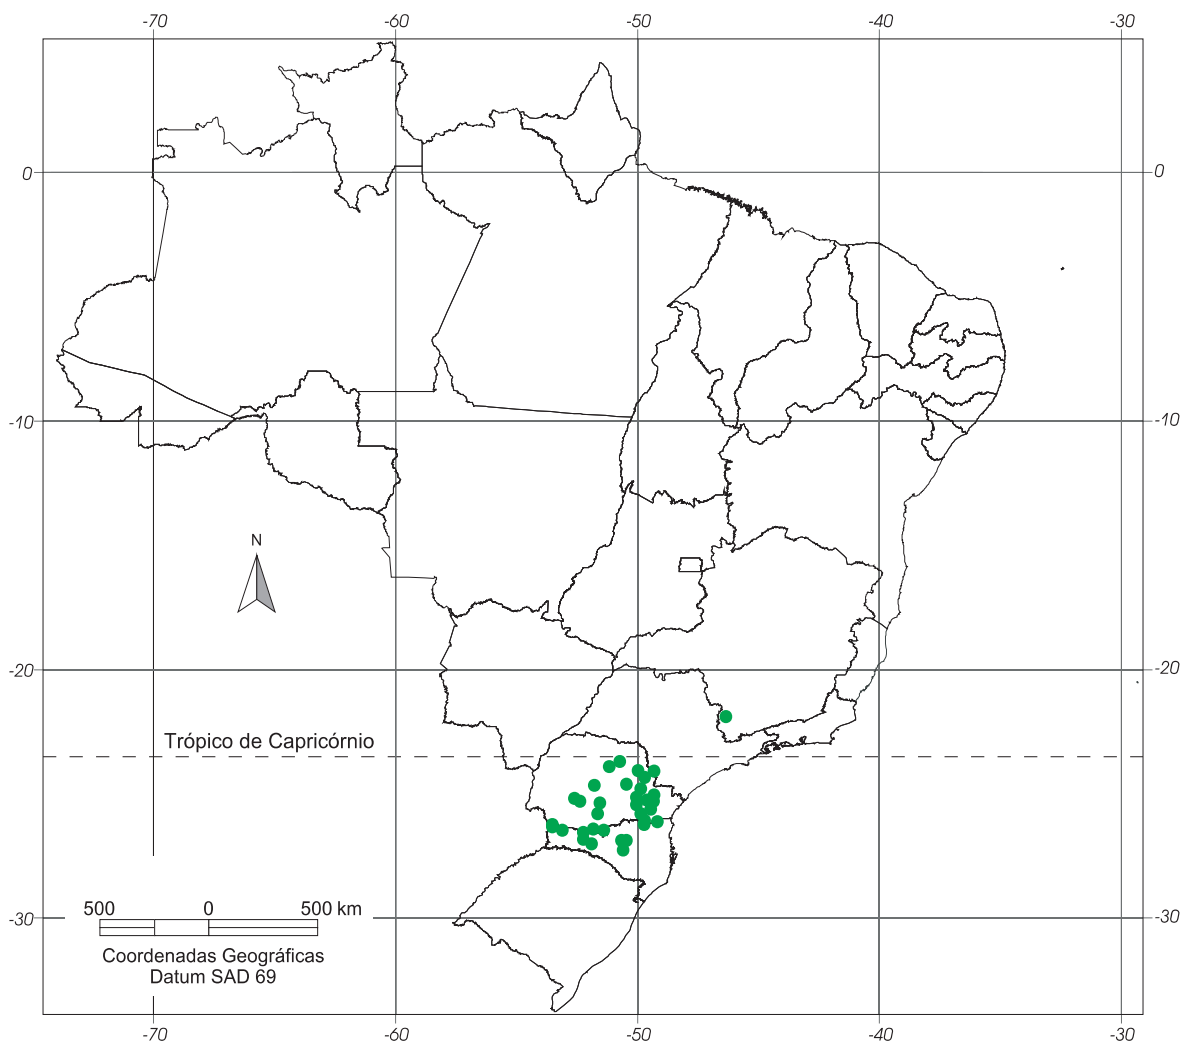 -70 -60 -50 -40 -30
0 0
-10 -10
N
-20 -20
Trópico de Capricórnio
500 0 500 km
-30 -30
Coordenadas Geográficas
Datum SAD 69
-70 -60 -50 -40 -30